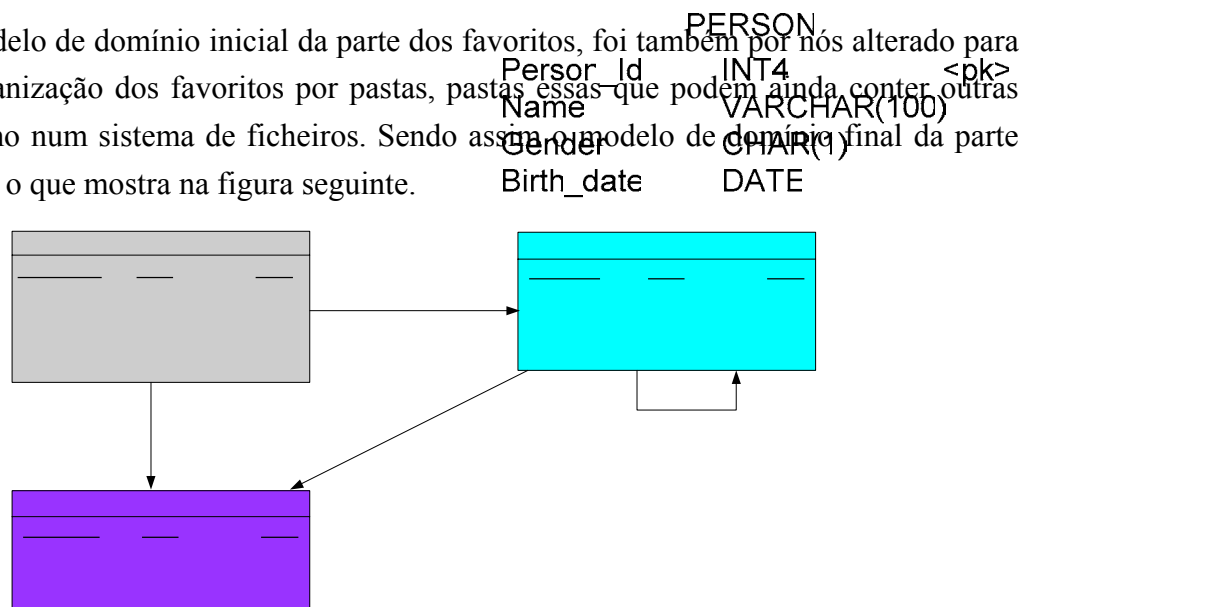 PERSON
delo de domínio inicial da parte dos favoritos, foi também por nós alterado para
Person_Id INT4 <pk>
anização dos favoritos por pastas, pastas essas que podem ainda conter outras
Name VARCHAR(100)
no num sistema de ficheiros. Sendo assim o modelo de domínio final da parte
Gender CHAR(1)
o que mostra na figura seguinte.
Birth_date DATE